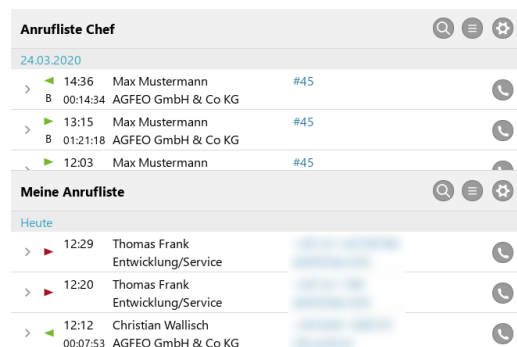 Anrufliste Chef
24.03.2020
14:36 Max Mustermann #45
B 00:14:34 AGFEO GmbH & Co KG
13:15 Max Mustermann #45
B 01:21:18 AGFEO GmbH & Co KG
12:03 Max Mustermann #45
Meine Anrufliste
Heute
12:29 Thomas Frank
Entwicklung/Service
12:20 Thomas Frank
Entwicklung/Service
12:12 Christian Wallisch
00:07:53 AGFEO GmbH & Co KG